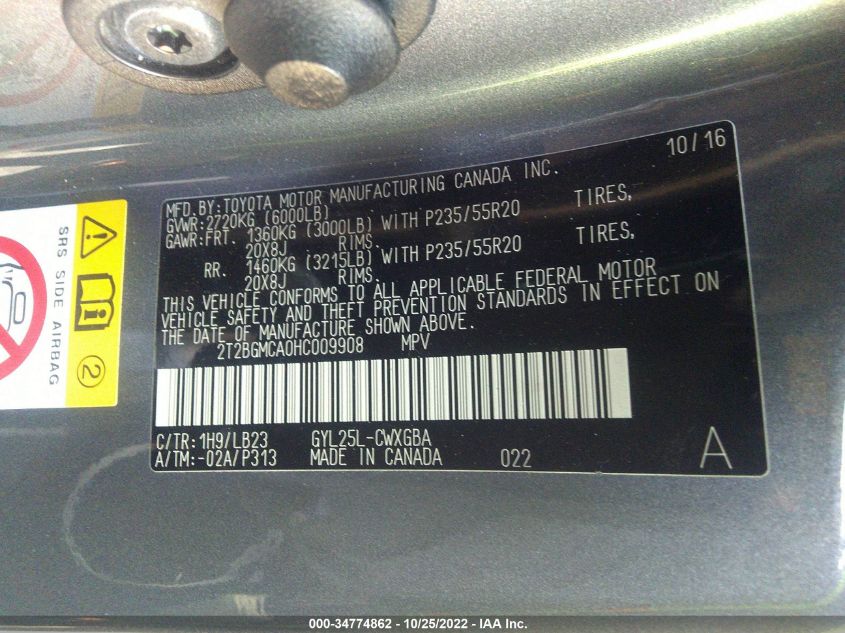 10/16
MFD.BY:TOYOTA MOTOR MANUFACTURING CANADA INC.
GVWR:2720KG (6000LB)
GAWR:FRT. 1360KG (3000LB) WITH P235/55R20 TIRES,
20X8J RIMS.
RR. 1460KG (3215LB) WITH P235/55R20 TIRES,
20X8J RIMS.
THIS VEHICLE CONFORMS TO ALL APPLICABLE FEDERAL MOTOR
VEHICLE SAFETY AND THEFT PREVENTION STANDARDS IN EFFECT ON
THE DATE OF MANUFACTURE SHOWN ABOVE.
2T2BGMCA0HC009908 MPV
C/TR:1H9/LB23 GYL25L-CWXGBA
A/TM:-02A/P313 MADE IN CANADA 022 A
SRS SIDE AIRBAG
2
000-34774862 - 10/25/2022 - IAA Inc.